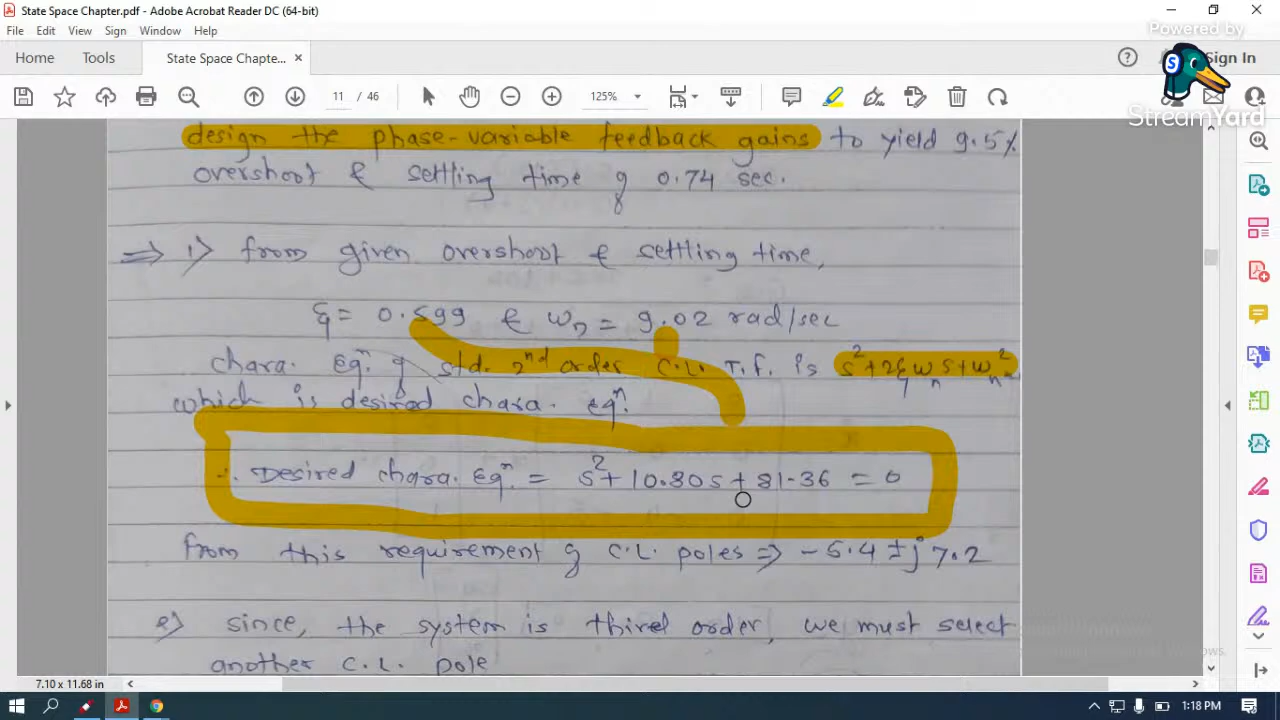 State Space Chapter.pdf - Adobe Acrobat Reader DC (64-bit)
Powered by
File Edit View Sign Window Help
Home Tools State Space Chapte... × Sign In
StreamYard
11 / 46 125%
design the phase-variable feedback gains to yield 9.5%
overshoot & settling time of 0.74 sec.
⇒ 1) from given overshoot & settling time,
ξ = 0.599 & ωn = 9.02 rad/sec
chara. Eqⁿ of std. 2nd order C.L. T.F. is s²+2ξωns+ωn²
which is desired chara eqⁿ.
∴ Desired chara. Eqⁿ. = s²+10.80s+81.36 = 0
from this requirement of C.L. poles ⇒ -5.4 ±j 7.2
2) since, the system is third order, we must select
another C.L. pole
7.10 x 11.68 in
1:18 PM